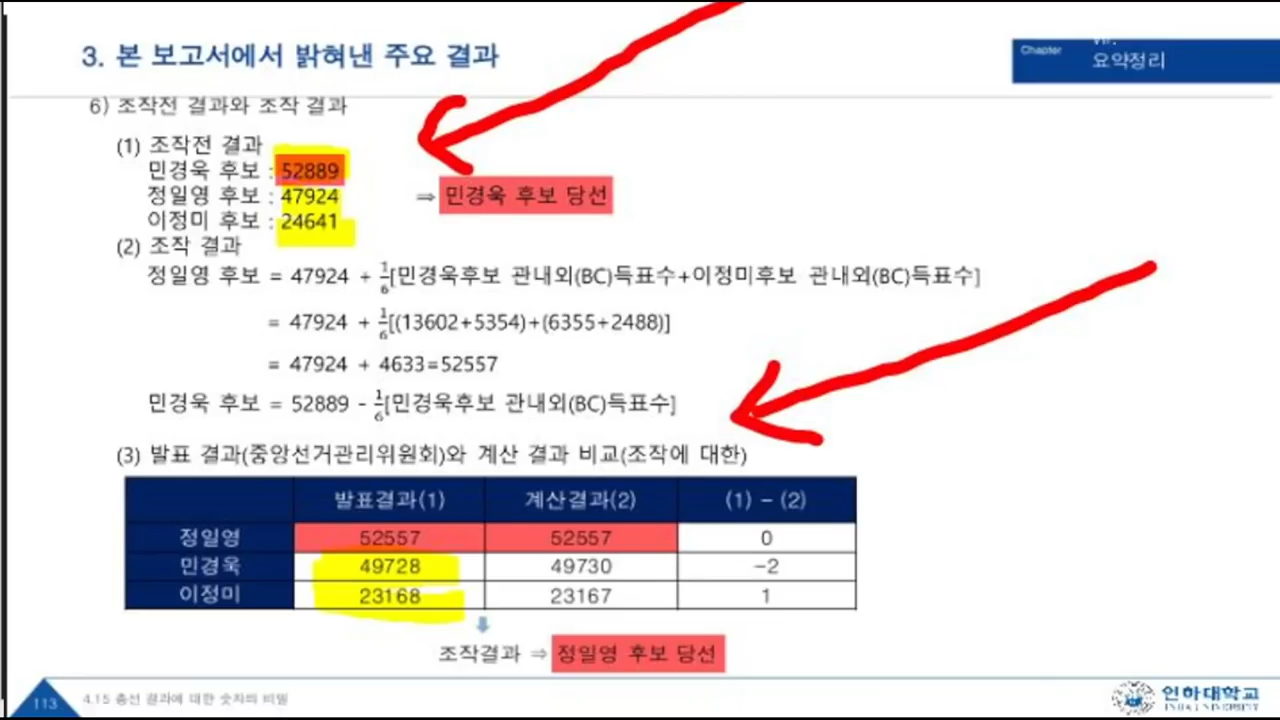 3. 본 보고서에서 밝혀낸 주요 결과
Chapter
요약정리
6) 조작전 결과와 조작 결과
(1) 조작전 결과
민경욱 후보 : 52889
정일영 후보 : 47924 ⇒ 민경욱 후보 당선
이정미 후보 : 24641
(2) 조작 결과
정일영 후보 = 47924 + 1/6[민경욱후보 관내외(BC)득표수+이정미후보 관내외(BC)득표수]
= 47924 + 1/6[(13602+5354)+(6355+2488)]
= 47924 + 4633=52557
민경욱 후보 = 52889 - 1/6[민경욱후보 관내외(BC)득표수]
(3) 발표 결과(중앙선거관리위원회)와 계산 결과 비교(조작에 대한)
발표결과(1) 계산결과(2) (1) - (2)
정일영 52557 52557 0
민경욱 49728 49730 -2
이정미 23168 23167 1
조작결과 ⇒ 정일영 후보 당선
113 4.15 총선 결과에 대한 숫자의 비밀
인하대학교
INHA UNIVERSITY